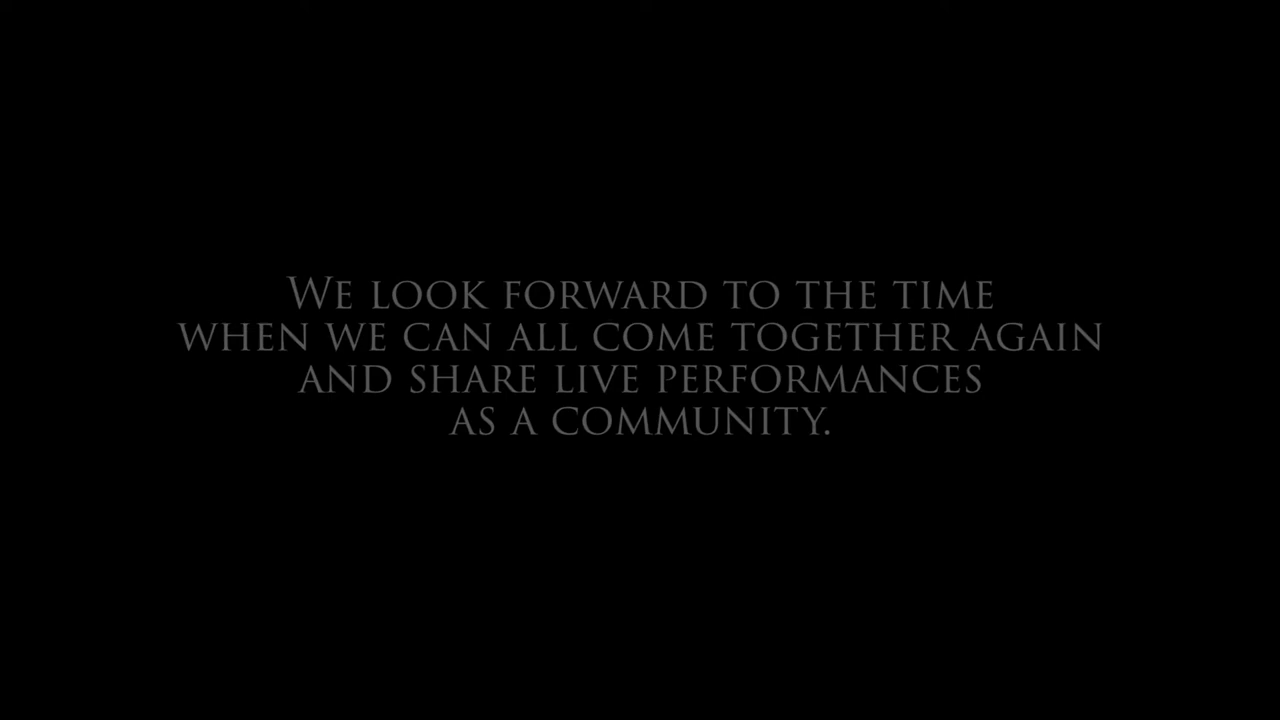 We look forward to the time
when we can all come together again
and share live performances
as a community.